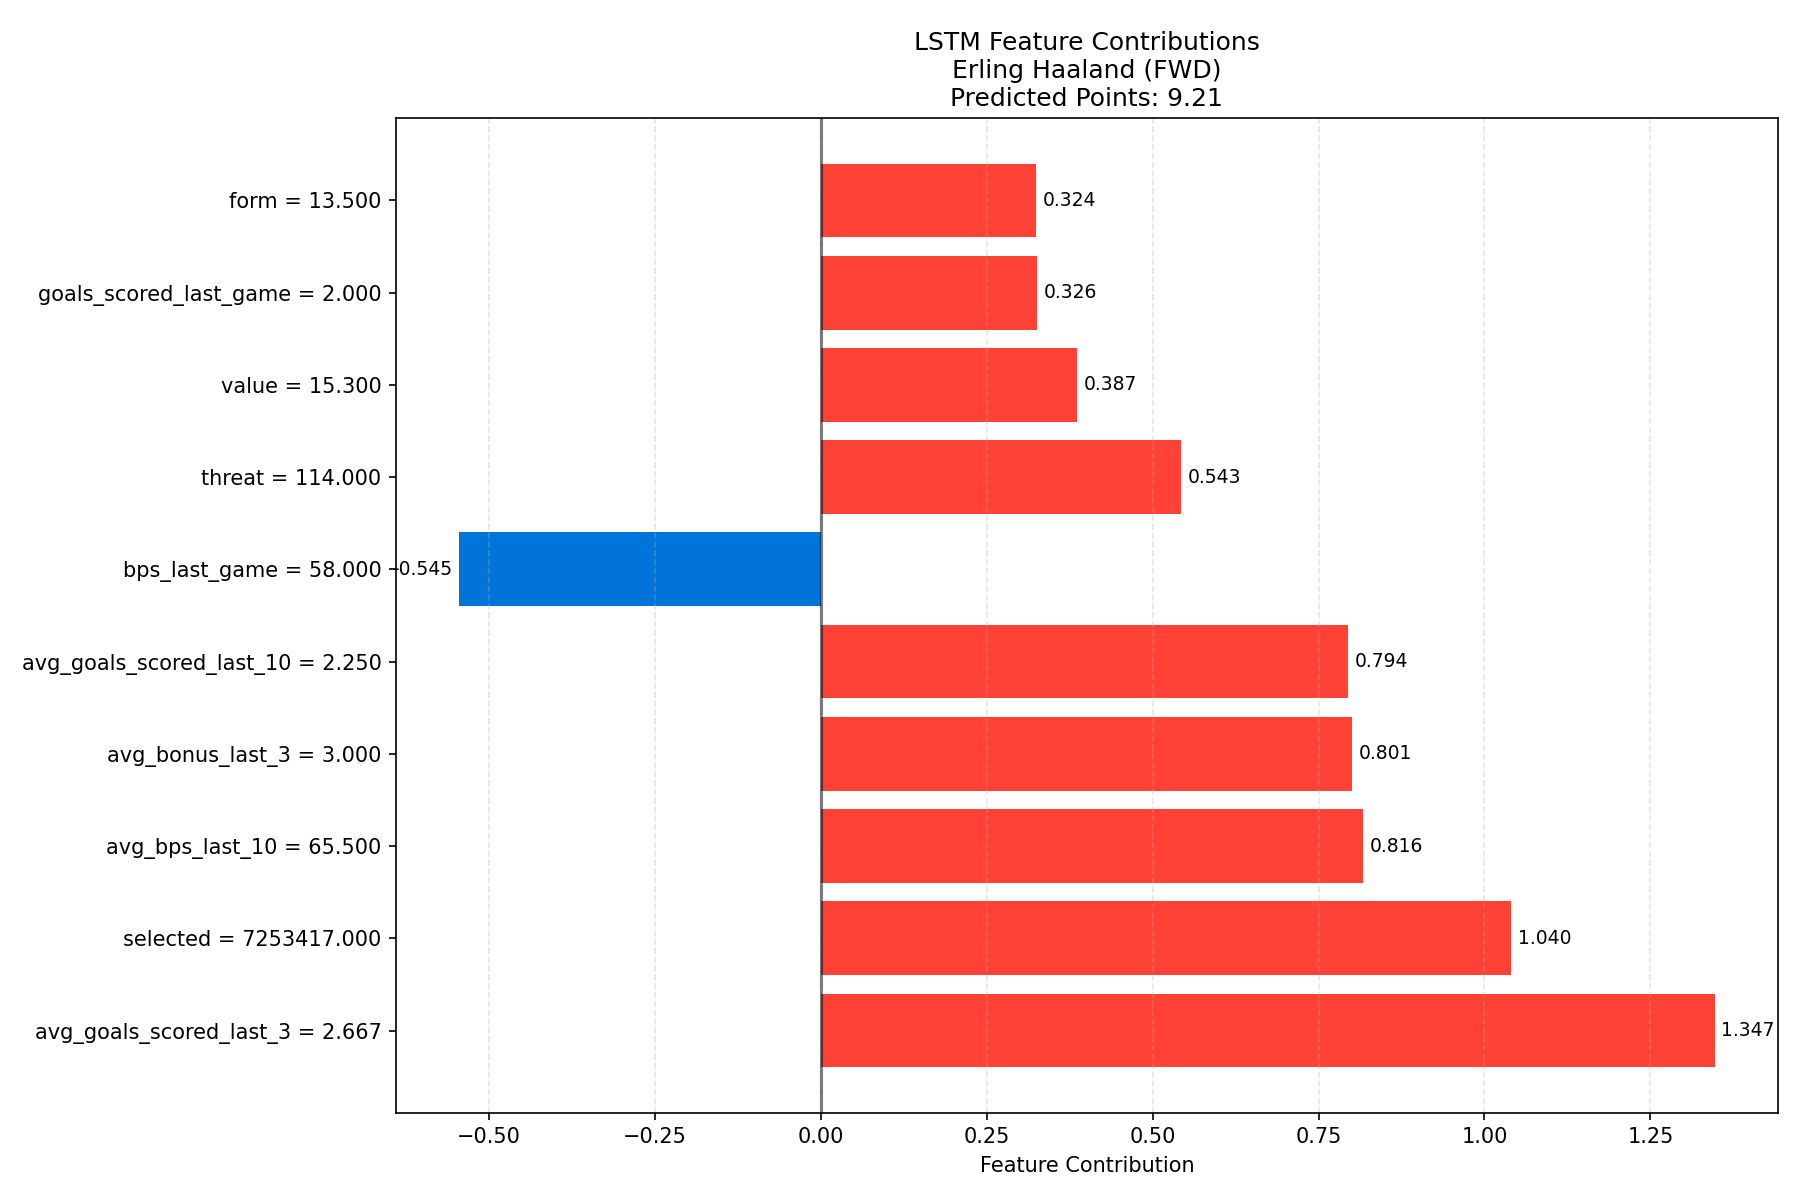 LSTM Feature Contributions
Erling Haaland (FWD)
Predicted Points: 9.21
form = 13.500
0.324
goals_scored_last_game = 2.000
0.326
value = 15.300
0.387
threat = 114.000
0.543
bps_last_game = 58.000
-0.545
avg_goals_scored_last_10 = 2.250
0.794
avg_bonus_last_3 = 3.000
0.801
avg_bps_last_10 = 65.500
0.816
selected = 7253417.000
1.040
avg_goals_scored_last_3 = 2.667
1.347
−0.50 −0.25 0.00 0.25 0.50 0.75 1.00 1.25
Feature Contribution